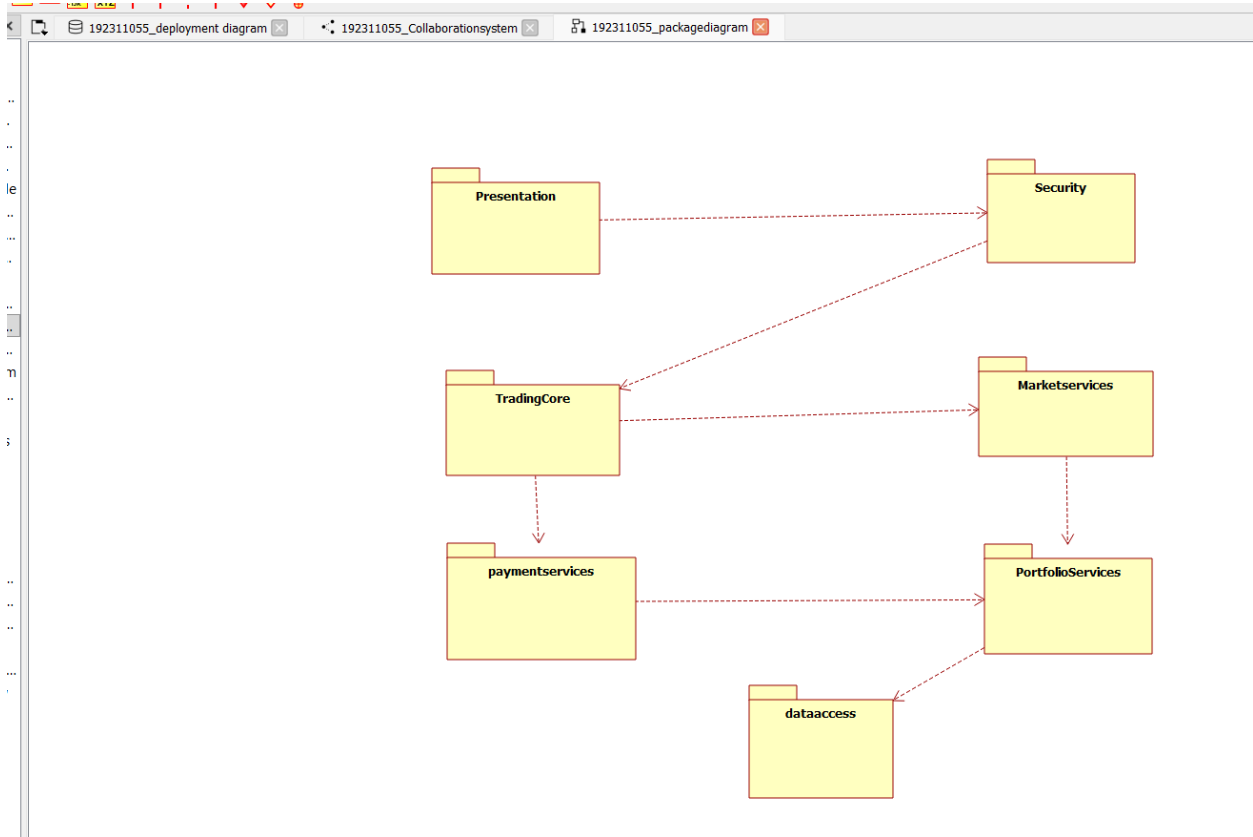 192311055_deployment diagram
192311055_Collaborationsystem
192311055_packagediagram
Presentation
Security
TradingCore
Marketservices
paymentservices
PortfolioServices
dataaccess